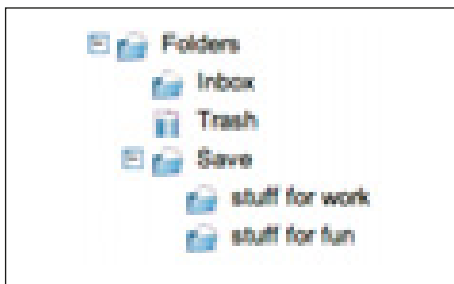 Folders
Inbox
Trash
Save
stuff for work
stuff for fun